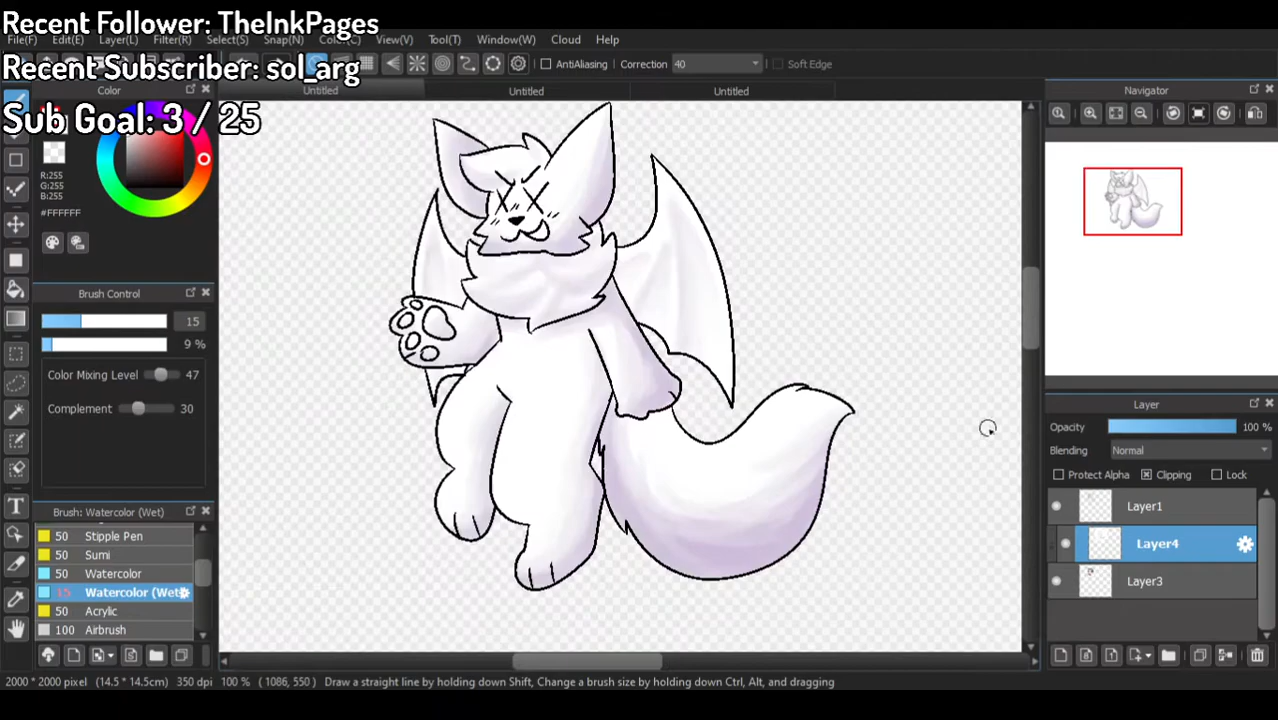 Recent Follower: TheInkPages
File(F) Edit(E) Layer(L) Filter(R) Select(S) Snap(N) Color(C) View(V) Tool(T) Window(W) Cloud Help
Recent Subscriber: sol_arg
AntiAliasing Correction 40 Soft Edge
Color Untitled Untitled Untitled Navigator
Sub Goal: 3 / 25
R:255
G:255
B:255
#FFFFFF
Brush Control
15
9 %
Color Mixing Level 47
Complement 30
Brush: Watercolor (Wet)
50 Stipple Pen
50 Sumi
50 Watercolor
15 Watercolor (Wet
50 Acrylic
100 Airbrush
Layer
Opacity 100 %
Blending Normal
Protect Alpha Clipping Lock
Layer1
Layer4
Layer3
2000 * 2000 pixel (14.5 * 14.5cm) 350 dpi 100 % ( 1086, 550 ) Draw a straight line by holding down Shift, Change a brush size by holding down Ctrl, Alt, and dragging